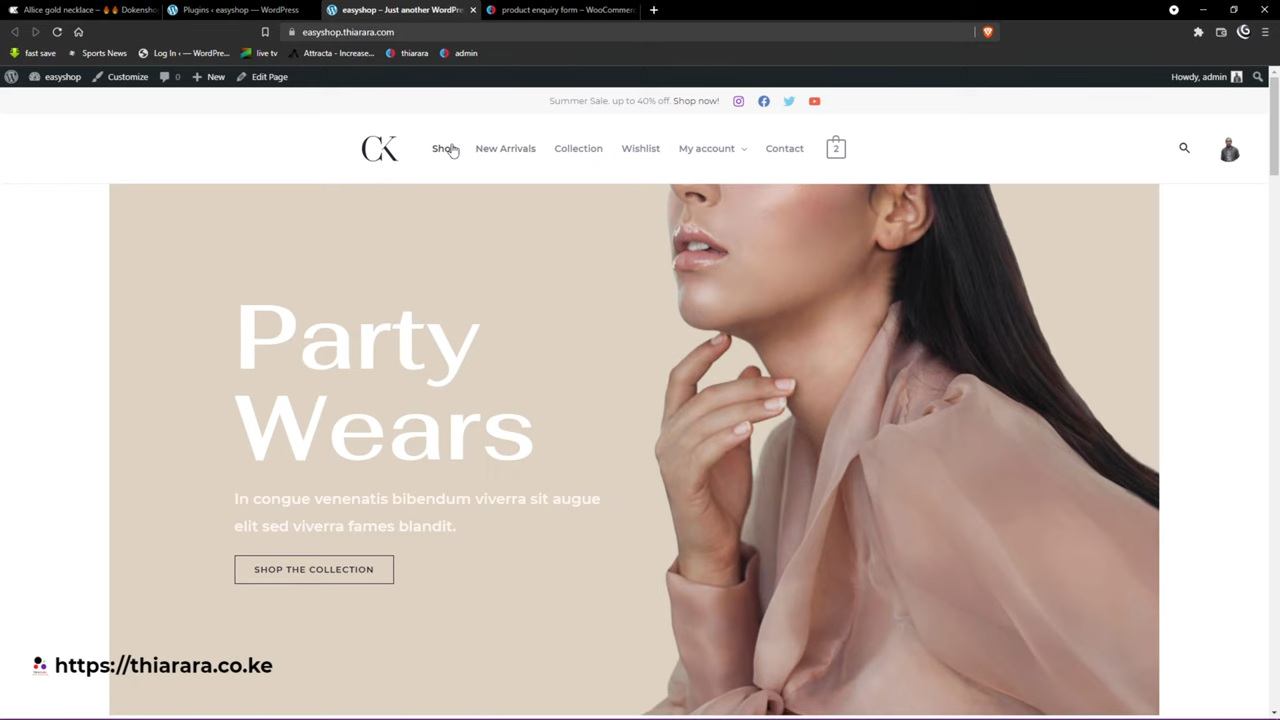 Allice gold necklace – 🔥🔥 Dokensho
Plugins ‹ easyshop — WordPress
easyshop – Just another WordPre
product enquiry form – WooCommerc
easyshop.thiarara.com
fast save
Sports News
Log In ‹ — WordPre...
live tv
Attracta - Increase...
thiarara
admin
easyshop
Customize
0
New
Edit Page
Howdy, admin
Summer Sale. up to 40% off. Shop now!
CK
Shop
New Arrivals
Collection
Wishlist
My account
Contact
2
Party
Wears
In congue venenatis bibendum viverra sit augue
elit sed viverra fames blandit.
SHOP THE COLLECTION
https://thiarara.co.ke